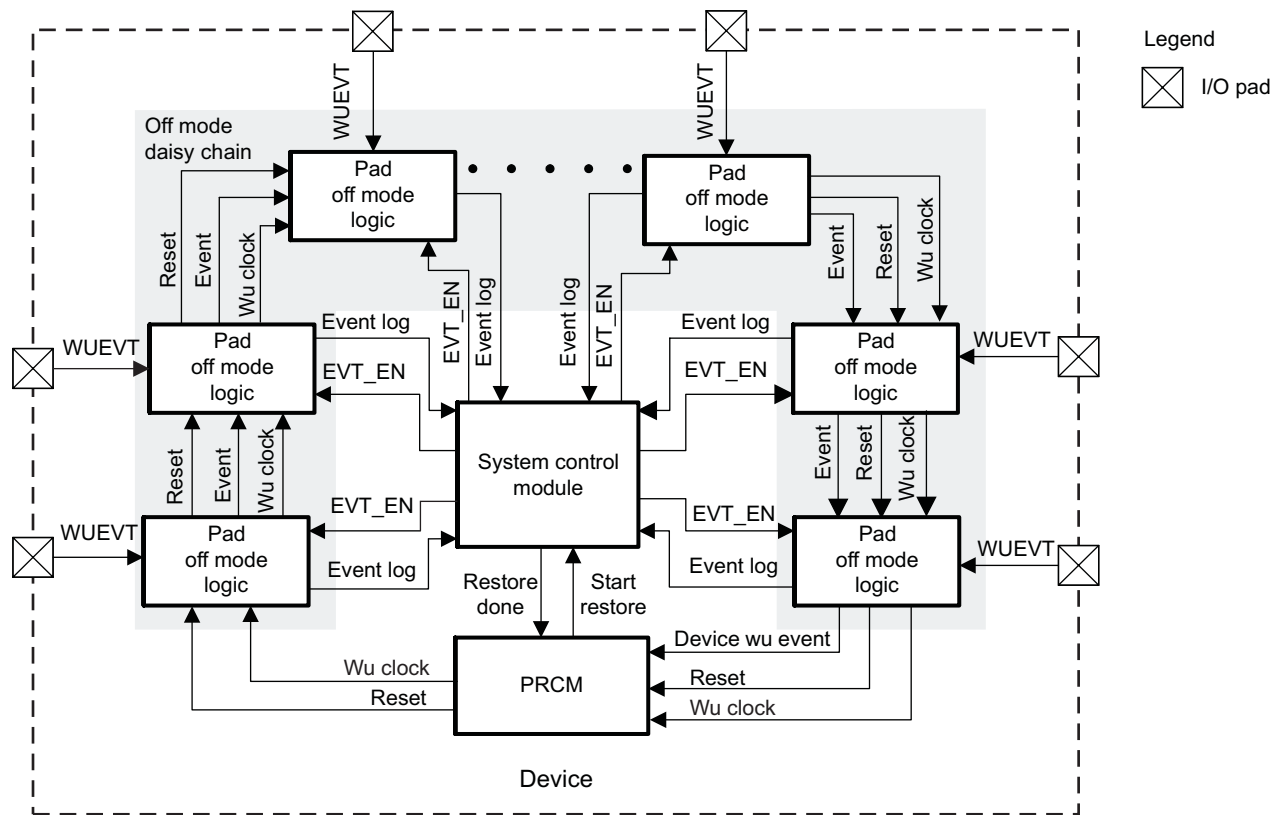 Legend
I/O pad
WUEVT
WUEVT
Off mode
daisy chain
Pad
off mode
logic
Pad
off mode
logic
Reset
Event
Wu clock
EVT_EN
Event log
Event log
EVT_EN
Event
Reset
Wu clock
WUEVT
Pad
off mode
logic
Event log
EVT_EN
Event log
EVT_EN
Pad
off mode
logic
WUEVT
Reset
Event
Wu clock
System control
module
Event
Reset
Wu clock
WUEVT
Pad
off mode
logic
EVT_EN
Event log
EVT_EN
Event log
Pad
off mode
logic
WUEVT
Restore
done
Start
restore
Wu clock
Reset
PRCM
Device wu event
Reset
Wu clock
Device